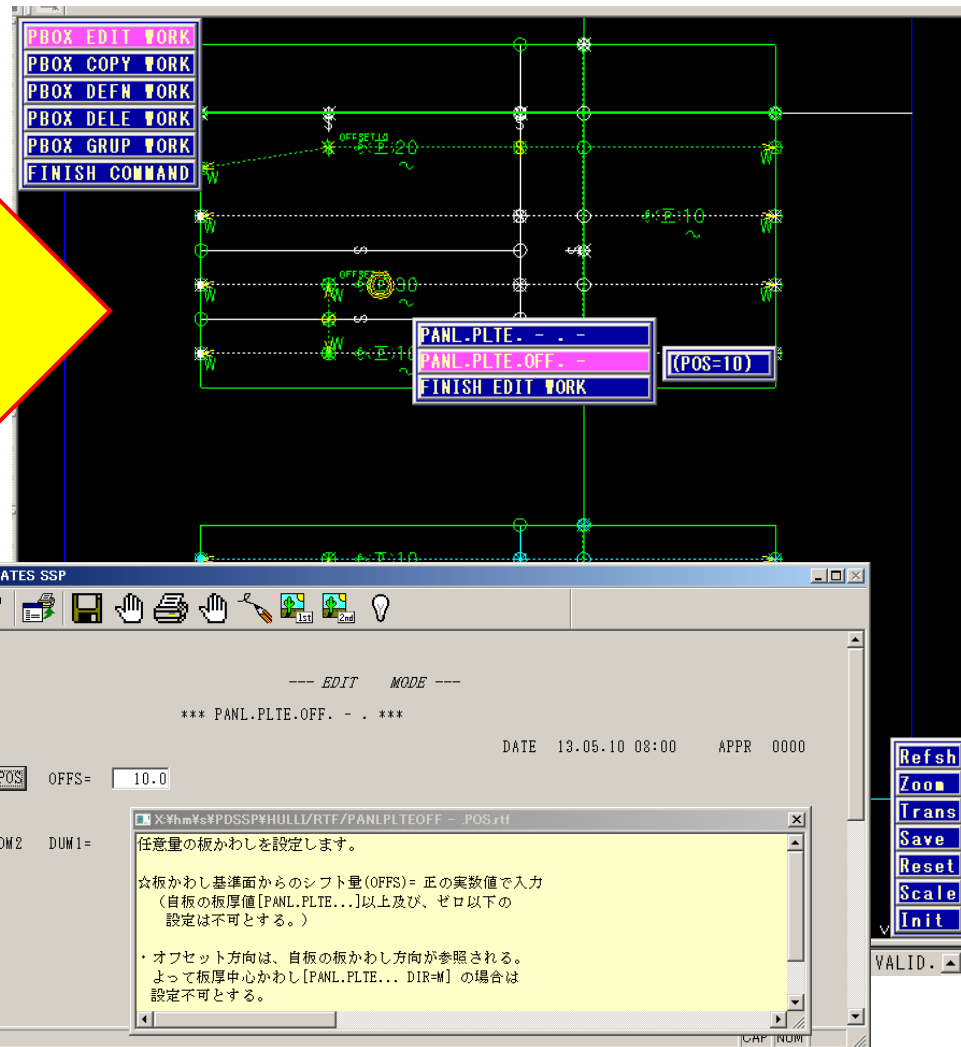 PBOX EDIT WORK
PBOX COPY WORK
PBOX DEFN WORK
PBOX DELE WORK
PBOX GRUP WORK
FINISH COMMAND
S
S
OFFSET:10
20
S
W
W
W
10
W
S
S
OFFSET
30
W
W
W
S
S
W
10
W
PANL.PLTE. - . -
PANL.PLTE.OFF. -
FINISH EDIT WORK
(POS=10)
10
ATES SSP
1st
2nd
--- EDIT MODE ---
*** PANL.PLTE.OFF. - . ***
DATE 13.05.10 08:00 APPR 0000
POS OFFS= 10.0
OM2 DUM1=
X:¥hm¥s¥PDSSP¥HULLI/RTF/PANLPLTEOFF - .POS.rtf
任意量の板かわしを設定します。
☆板かわし基準面からのシフト量(OFFS)= 正の実数値で入力
（自板の板厚値[PANL.PLTE...]以上及び、ゼロ以下の
設定は不可とする。）
・オフセット方向は、自板の板かわし方向が参照される。
よって板厚中心かわし[PANL.PLTE... DIR=M] の場合は
設定不可とする。
Refsh
Zoom
Trans
Save
Reset
Scale
Init
VALID.
CAP NUM